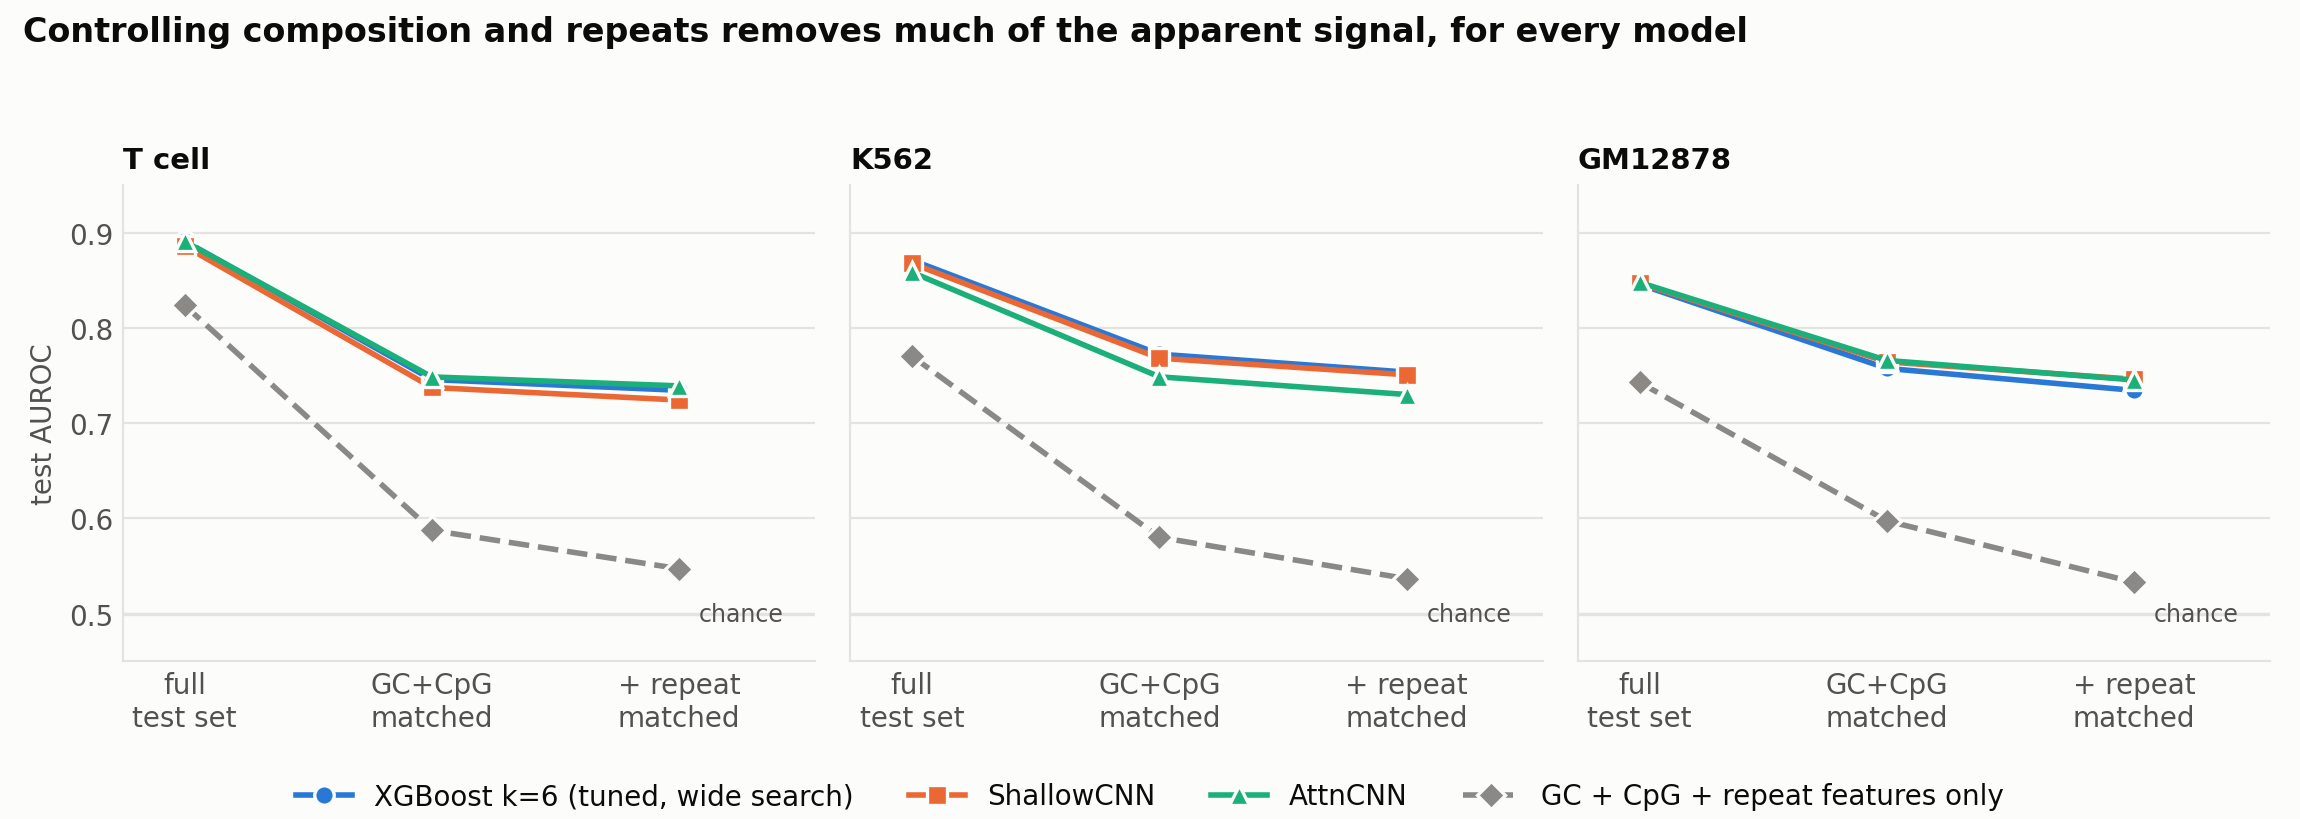 Controlling composition and repeats removes much of the apparent signal, for every model
T cell
K562
GM12878
test AUROC
0.9
0.8
0.7
0.6
0.5
chance
chance
chance
full
test set
GC+CpG
matched
+ repeat
matched
full
test set
GC+CpG
matched
+ repeat
matched
full
test set
GC+CpG
matched
+ repeat
matched
XGBoost k=6 (tuned, wide search)
ShallowCNN
AttnCNN
GC + CpG + repeat features only